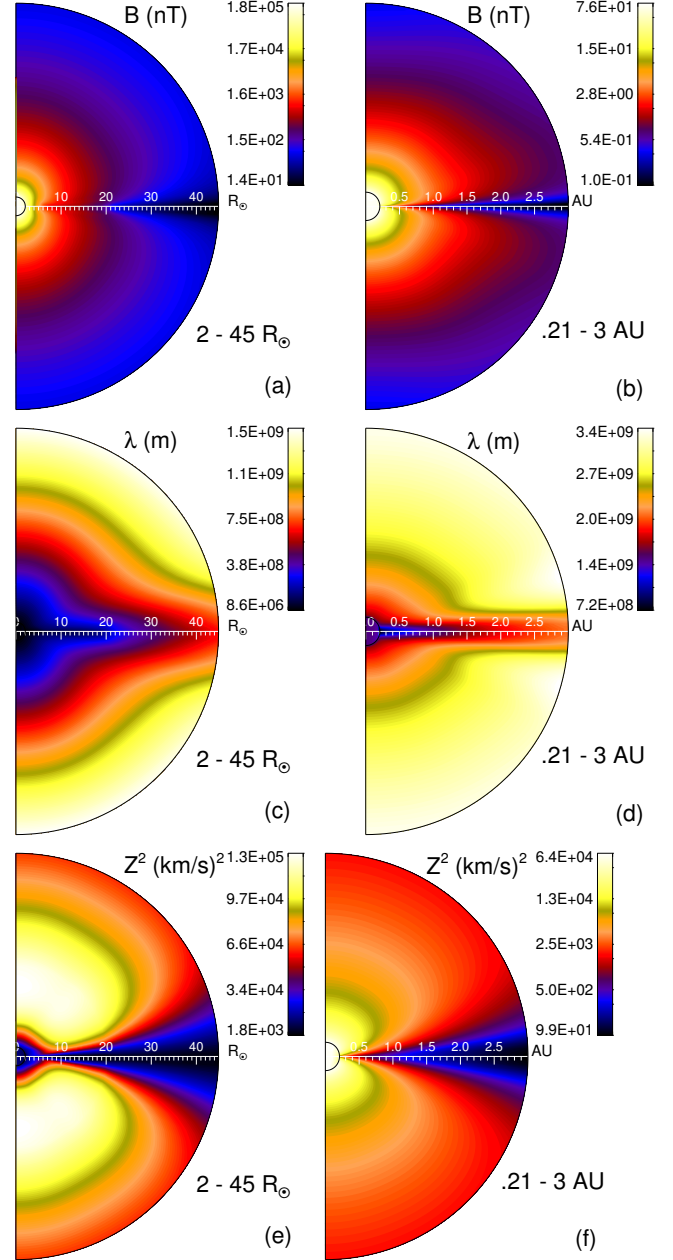 B (nT)
1.8E+05
1.7E+04
1.6E+03
1.5E+02
1.4E+01
10 20 30 40 R☉
2 - 45 R☉
(a)
B (nT)
7.6E+01
1.5E+01
2.8E+00
5.4E-01
1.0E-01
0.5 1.0 1.5 2.0 2.5 AU
.21 - 3 AU
(b)
λ (m)
1.5E+09
1.1E+09
7.5E+08
3.8E+08
8.6E+06
10 20 30 40 R☉
2 - 45 R☉
(c)
λ (m)
3.4E+09
2.7E+09
2.0E+09
1.4E+09
7.2E+08
0 0.5 1.0 1.5 2.0 2.5 AU
.21 - 3 AU
(d)
Z² (km/s)²
1.3E+05
9.7E+04
6.6E+04
3.4E+04
1.8E+03
10 20 30 40 R☉
2 - 45 R☉
(e)
Z² (km/s)²
6.4E+04
1.3E+04
2.5E+03
5.0E+02
9.9E+01
0.5 1.0 1.5 2.0 2.5 AU
.21 - 3 AU
(f)